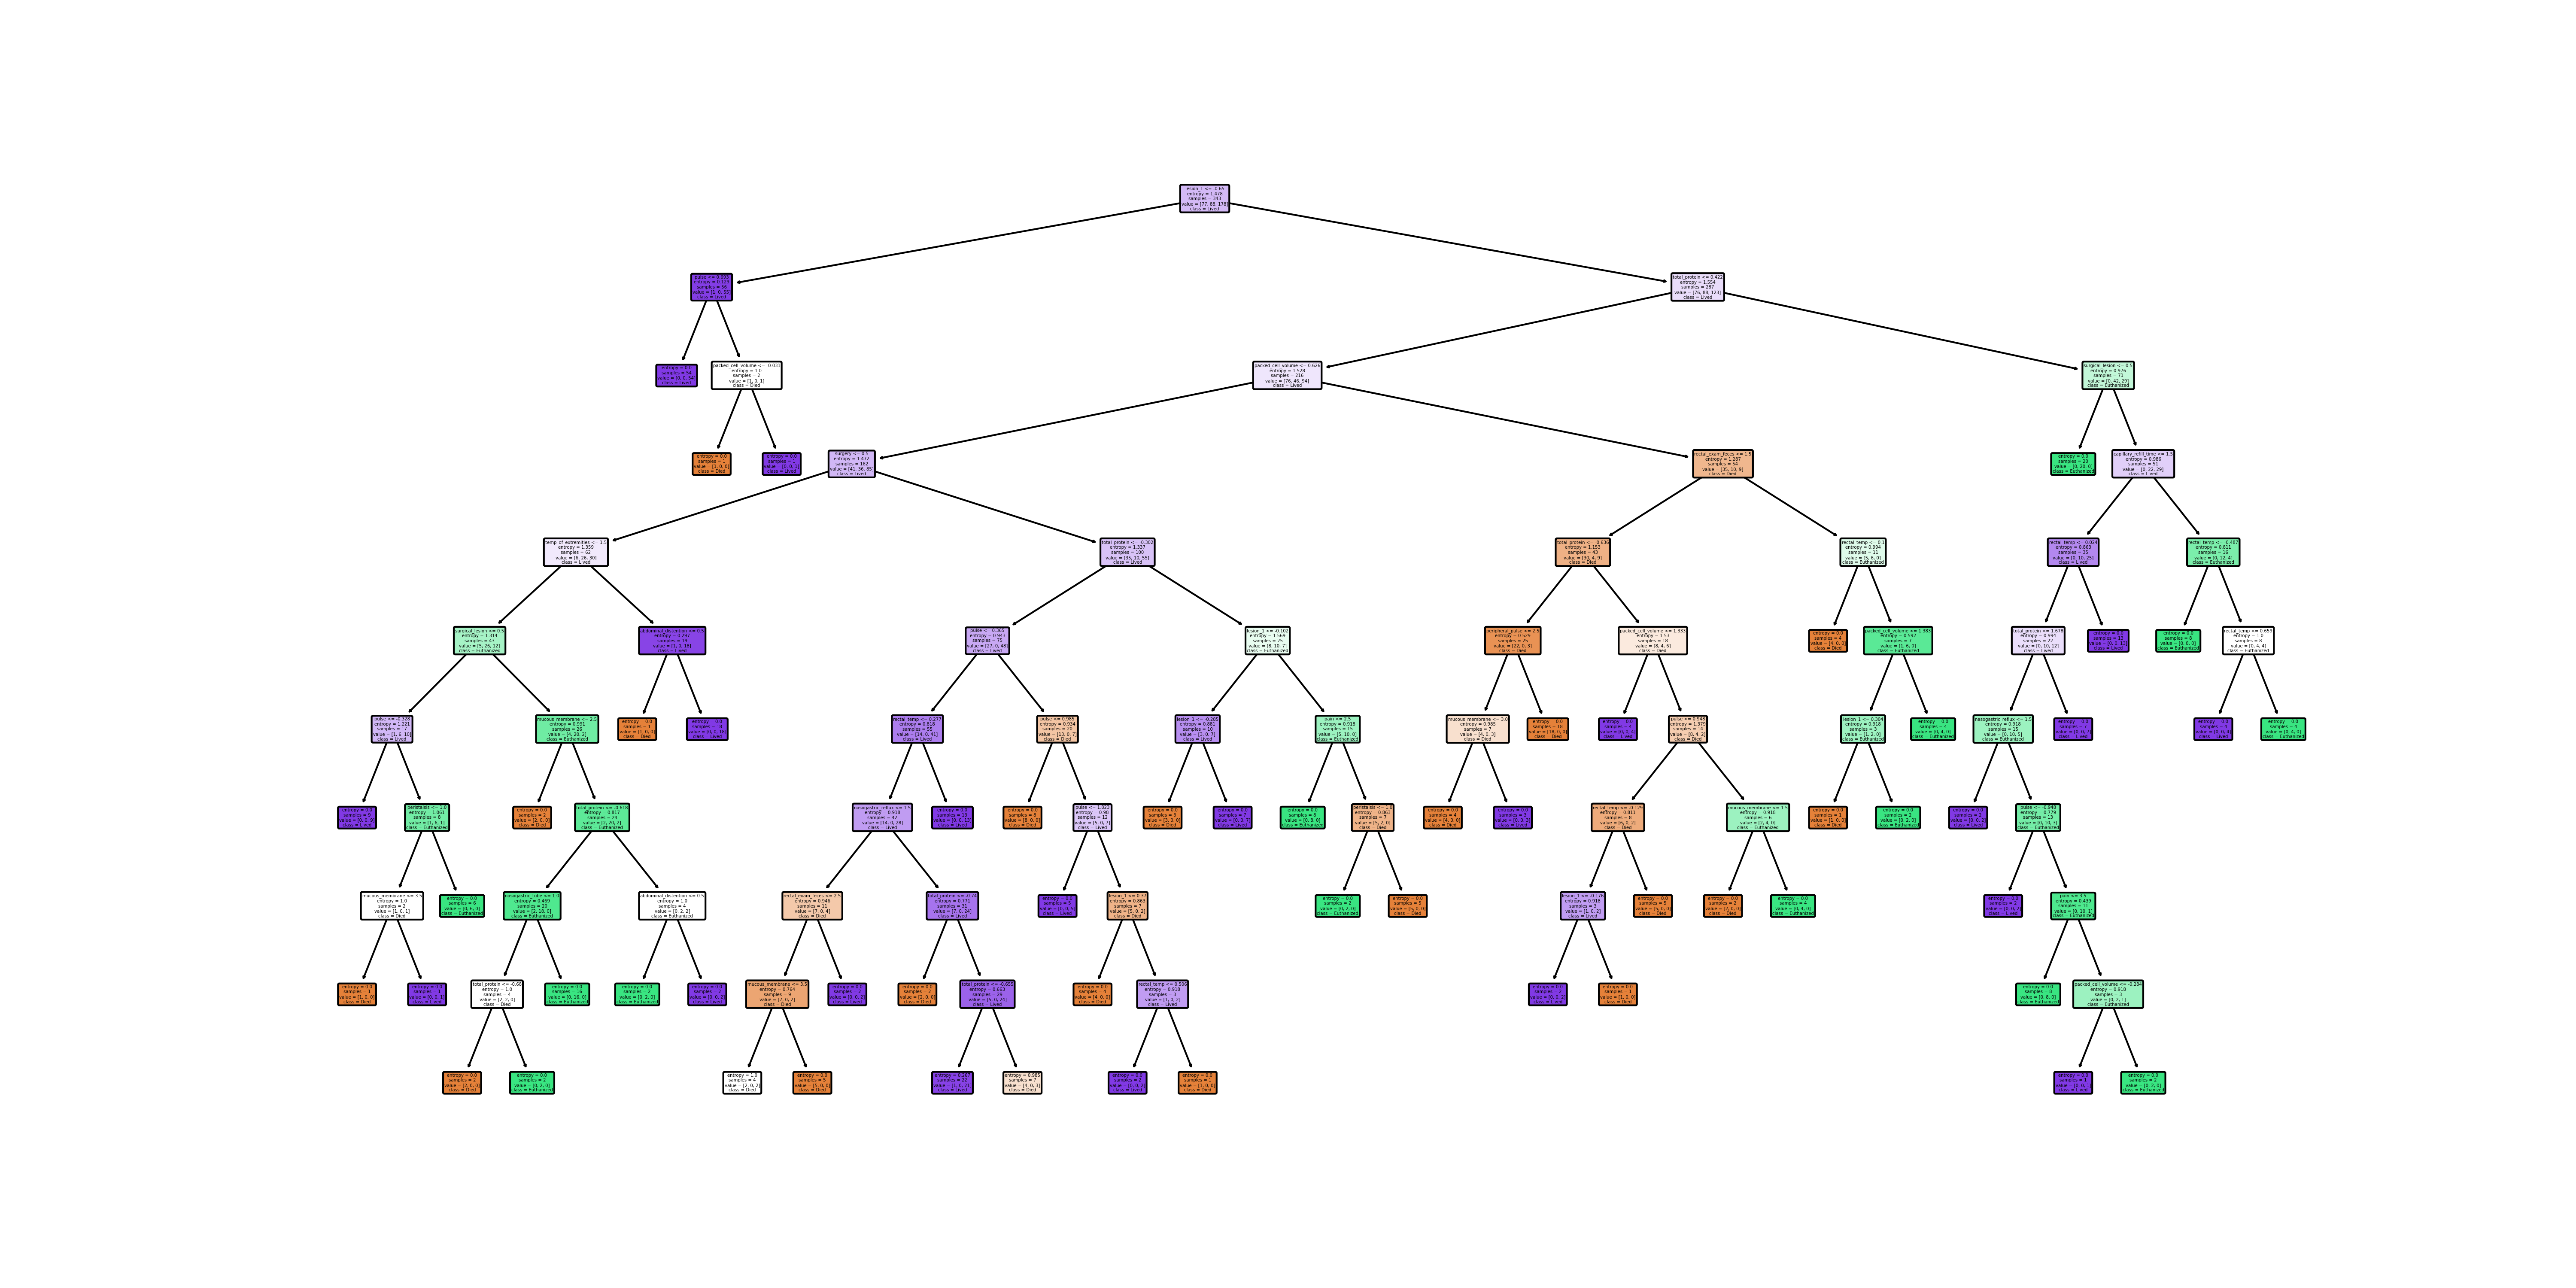 lesion_1 <= -0.65
entropy = 1.478
samples = 343
value = [77, 88, 178]
class = Lived
entropy = 0.129
samples = 56
value = [1, 0, 55]
class = Lived
total_protein <= 0.422
entropy = 1.554
samples = 287
value = [76, 88, 123]
class = Lived
entropy = 0.0
samples = 54
value = [0, 0, 54]
class = Lived
packed_cell_volume <= -0.031
entropy = 1.0
samples = 2
value = [1, 0, 1]
class = Died
packed_cell_volume <= 0.626
entropy = 1.528
samples = 216
value = [76, 46, 94]
class = Lived
surgical_lesion <= 0.5
entropy = 0.976
samples = 71
value = [0, 42, 29]
class = Euthanized
entropy = 0.0
samples = 1
value = [1, 0, 0]
class = Died
entropy = 0.0
samples = 1
value = [0, 0, 1]
class = Lived
surgery <= 0.5
entropy = 1.472
samples = 162
value = [41, 36, 85]
class = Lived
rectal_exam_feces <= 1.5
entropy = 1.287
samples = 54
value = [35, 10, 9]
class = Died
entropy = 0.0
samples = 20
value = [0, 20, 0]
class = Euthanized
capillary_refill_time <= 1.5
entropy = 0.986
samples = 51
value = [0, 22, 29]
class = Lived
temp_of_extremities <= 1.5
entropy = 1.359
samples = 62
value = [6, 26, 30]
class = Lived
total_protein <= -0.302
entropy = 1.337
samples = 100
value = [35, 10, 55]
class = Lived
total_protein <= -0.636
entropy = 1.153
samples = 43
value = [30, 4, 9]
class = Died
entropy = 0.994
samples = 11
value = [5, 6, 0]
class = Euthanized
rectal_temp <= 0.024
entropy = 0.863
samples = 35
value = [0, 10, 25]
class = Lived
rectal_temp <= -0.487
entropy = 0.811
samples = 16
value = [0, 12, 4]
class = Euthanized
surgical_lesion <= 0.5
entropy = 1.314
samples = 43
value = [5, 26, 12]
class = Euthanized
abdominal_distention <= 0.5
entropy = 0.297
samples = 19
value = [1, 0, 18]
class = Lived
pulse <= 0.365
entropy = 0.943
samples = 75
value = [27, 0, 48]
class = Lived
lesion_1 <= -0.102
entropy = 1.569
samples = 25
value = [8, 10, 7]
class = Euthanized
peripheral_pulse <= 2.5
entropy = 0.529
samples = 25
value = [22, 0, 3]
class = Died
packed_cell_volume <= 1.333
entropy = 1.53
samples = 18
value = [8, 4, 6]
class = Died
entropy = 0.0
samples = 4
value = [4, 0, 0]
class = Died
packed_cell_volume <= 1.383
entropy = 0.592
samples = 7
value = [1, 6, 0]
class = Euthanized
total_protein <= 1.678
entropy = 0.994
samples = 22
value = [0, 10, 12]
class = Lived
entropy = 0.0
samples = 13
value = [0, 0, 13]
class = Lived
entropy = 0.0
samples = 8
value = [0, 8, 0]
class = Euthanized
rectal_temp <= 0.659
entropy = 1.0
samples = 8
value = [0, 4, 4]
class = Euthanized
pulse <= -0.328
entropy = 1.221
samples = 17
value = [1, 6, 10]
class = Lived
mucous_membrane <= 2.5
entropy = 0.991
samples = 26
value = [4, 20, 2]
class = Euthanized
entropy = 0.0
samples = 1
value = [1, 0, 0]
class = Died
entropy = 0.0
samples = 18
value = [0, 0, 18]
class = Lived
rectal_temp <= 0.277
entropy = 0.818
samples = 55
value = [14, 0, 41]
class = Lived
pulse <= 0.985
entropy = 0.934
samples = 20
value = [13, 0, 7]
class = Died
lesion_1 <= -0.285
entropy = 0.881
samples = 10
value = [3, 0, 7]
class = Lived
pain <= 2.5
entropy = 0.918
samples = 15
value = [5, 10, 0]
class = Euthanized
mucous_membrane <= 3.0
entropy = 0.985
samples = 7
value = [4, 0, 3]
class = Died
entropy = 0.0
samples = 18
value = [18, 0, 0]
class = Died
entropy = 0.0
samples = 4
value = [0, 0, 4]
class = Lived
pulse <= 0.948
entropy = 1.379
samples = 14
value = [8, 4, 2]
class = Died
lesion_1 <= 0.304
entropy = 0.918
samples = 3
value = [1, 2, 0]
class = Euthanized
entropy = 0.0
samples = 4
value = [0, 4, 0]
class = Euthanized
nasogastric_reflux <= 1.5
entropy = 0.918
samples = 15
value = [0, 10, 5]
class = Euthanized
entropy = 0.0
samples = 7
value = [0, 0, 7]
class = Lived
entropy = 0.0
samples = 4
value = [0, 0, 4]
class = Lived
entropy = 0.0
samples = 4
value = [0, 4, 0]
class = Euthanized
entropy = 0.0
samples = 9
value = [0, 0, 9]
class = Lived
peristalsis <= 1.0
entropy = 1.061
samples = 8
value = [1, 6, 1]
class = Euthanized
entropy = 0.0
samples = 2
value = [2, 0, 0]
class = Died
total_protein <= -0.618
entropy = 0.817
samples = 24
value = [2, 20, 2]
class = Euthanized
nasogastric_reflux <= 1.5
entropy = 0.918
samples = 42
value = [14, 0, 28]
class = Lived
entropy = 0.0
samples = 13
value = [0, 0, 13]
class = Lived
entropy = 0.0
samples = 8
value = [8, 0, 0]
class = Died
pulse <= 1.823
entropy = 0.98
samples = 12
value = [5, 0, 7]
class = Lived
entropy = 0.0
samples = 3
value = [3, 0, 0]
class = Died
entropy = 0.0
samples = 7
value = [0, 0, 7]
class = Lived
entropy = 0.0
samples = 8
value = [0, 8, 0]
class = Euthanized
peristalsis <= 1.0
entropy = 0.863
samples = 7
value = [5, 2, 0]
class = Died
entropy = 0.0
samples = 4
value = [4, 0, 0]
class = Died
entropy = 0.0
samples = 3
value = [0, 0, 3]
class = Lived
rectal_temp <= -0.129
entropy = 0.811
samples = 8
value = [6, 0, 2]
class = Died
mucous_membrane <= 1.5
entropy = 0.918
samples = 6
value = [2, 4, 0]
class = Euthanized
entropy = 0.0
samples = 1
value = [1, 0, 0]
class = Died
entropy = 0.0
samples = 2
value = [0, 2, 0]
class = Euthanized
entropy = 0.0
samples = 2
value = [0, 0, 2]
class = Lived
pulse <= -0.948
entropy = 0.779
samples = 13
value = [0, 10, 3]
class = Euthanized
mucous_membrane <= 3.5
entropy = 1.0
samples = 2
value = [1, 0, 1]
class = Died
entropy = 0.0
samples = 6
value = [0, 6, 0]
class = Euthanized
nasogastric_tube <= 1.0
entropy = 0.469
samples = 20
value = [2, 18, 0]
class = Euthanized
abdominal_distention <= 0.5
entropy = 1.0
samples = 4
value = [0, 2, 2]
class = Euthanized
rectal_exam_feces <= 2.5
entropy = 0.946
samples = 11
value = [7, 0, 4]
class = Died
entropy = 0.771
samples = 31
value = [7, 0, 24]
class = Lived
entropy = 0.0
samples = 5
value = [0, 0, 5]
class = Lived
entropy = 0.863
samples = 7
value = [5, 0, 2]
class = Died
entropy = 0.0
samples = 2
value = [0, 2, 0]
class = Euthanized
entropy = 0.0
samples = 5
value = [5, 0, 0]
class = Died
lesion_1 <= -0.176
entropy = 0.918
samples = 3
value = [1, 0, 2]
class = Lived
entropy = 0.0
samples = 5
value = [5, 0, 0]
class = Died
entropy = 0.0
samples = 2
value = [2, 0, 0]
class = Died
entropy = 0.0
samples = 4
value = [0, 4, 0]
class = Euthanized
entropy = 0.0
samples = 2
value = [0, 0, 2]
class = Lived
entropy = 0.439
samples = 11
value = [0, 10, 1]
class = Euthanized
entropy = 0.0
samples = 1
value = [1, 0, 0]
class = Died
entropy = 0.0
samples = 1
value = [0, 0, 1]
class = Lived
total_protein <= -0.68
entropy = 1.0
samples = 4
value = [2, 2, 0]
class = Died
entropy = 0.0
samples = 16
value = [0, 16, 0]
class = Euthanized
entropy = 0.0
samples = 2
value = [0, 2, 0]
class = Euthanized
entropy = 0.0
samples = 2
value = [0, 0, 2]
class = Lived
mucous_membrane <= 3.5
entropy = 0.764
samples = 9
value = [7, 0, 2]
class = Died
entropy = 0.0
samples = 2
value = [0, 0, 2]
class = Lived
entropy = 0.0
samples = 2
value = [2, 0, 0]
class = Died
total_protein <= -0.655
entropy = 0.663
samples = 29
value = [5, 0, 24]
class = Lived
entropy = 0.0
samples = 4
value = [4, 0, 0]
class = Died
rectal_temp <= 0.506
entropy = 0.918
samples = 3
value = [1, 0, 2]
class = Lived
entropy = 0.0
samples = 2
value = [0, 0, 2]
class = Lived
entropy = 0.0
samples = 1
value = [1, 0, 0]
class = Died
entropy = 0.0
samples = 8
value = [0, 8, 0]
class = Euthanized
packed_cell_volume <= -0.284
entropy = 0.918
samples = 3
value = [0, 2, 1]
class = Euthanized
entropy = 0.0
samples = 2
value = [2, 0, 0]
class = Died
entropy = 0.0
samples = 2
value = [0, 2, 0]
class = Euthanized
entropy = 1.0
samples = 4
value = [2, 0, 2]
class = Died
entropy = 0.0
samples = 5
value = [5, 0, 0]
class = Died
entropy = 0.267
samples = 22
value = [1, 0, 21]
class = Lived
entropy = 0.985
samples = 7
value = [4, 0, 3]
class = Died
entropy = 0.0
samples = 2
value = [0, 0, 2]
class = Lived
entropy = 0.0
samples = 1
value = [1, 0, 0]
class = Died
entropy = 0.0
samples = 1
value = [0, 0, 1]
class = Lived
entropy = 0.0
samples = 2
value = [0, 2, 0]
class = Euthanized